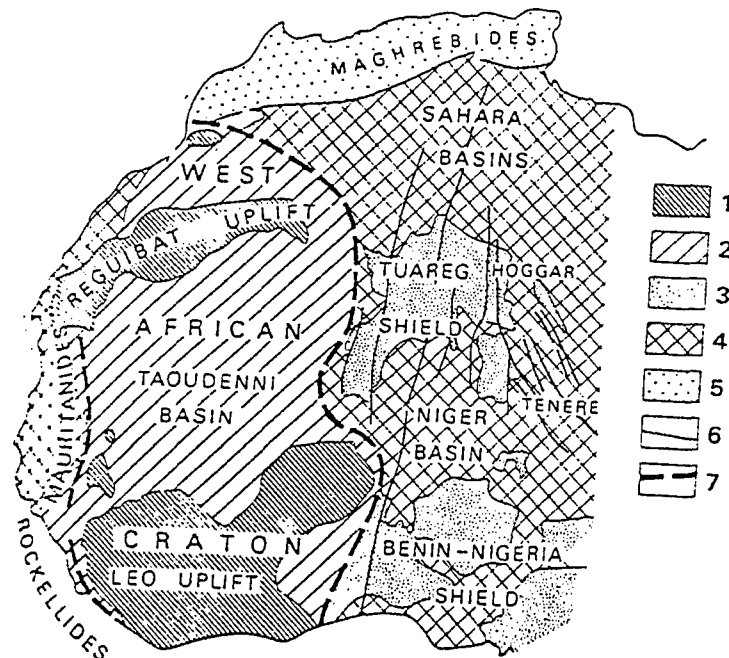 MAGHREBIDES
SAHARA
BASINS
WEST
REGUIBAT UPLIFT
TUAREG
HOGGAR
SHIELD
AFRICAN
TAOUDENNI
BASIN
MAURITANIDES
NIGER
BASIN
TENERE
CRATON
LEO UPLIFT
BENIN-NIGERIA
SHIELD
ROCKELLIDES
1
2
3
4
5
6
7